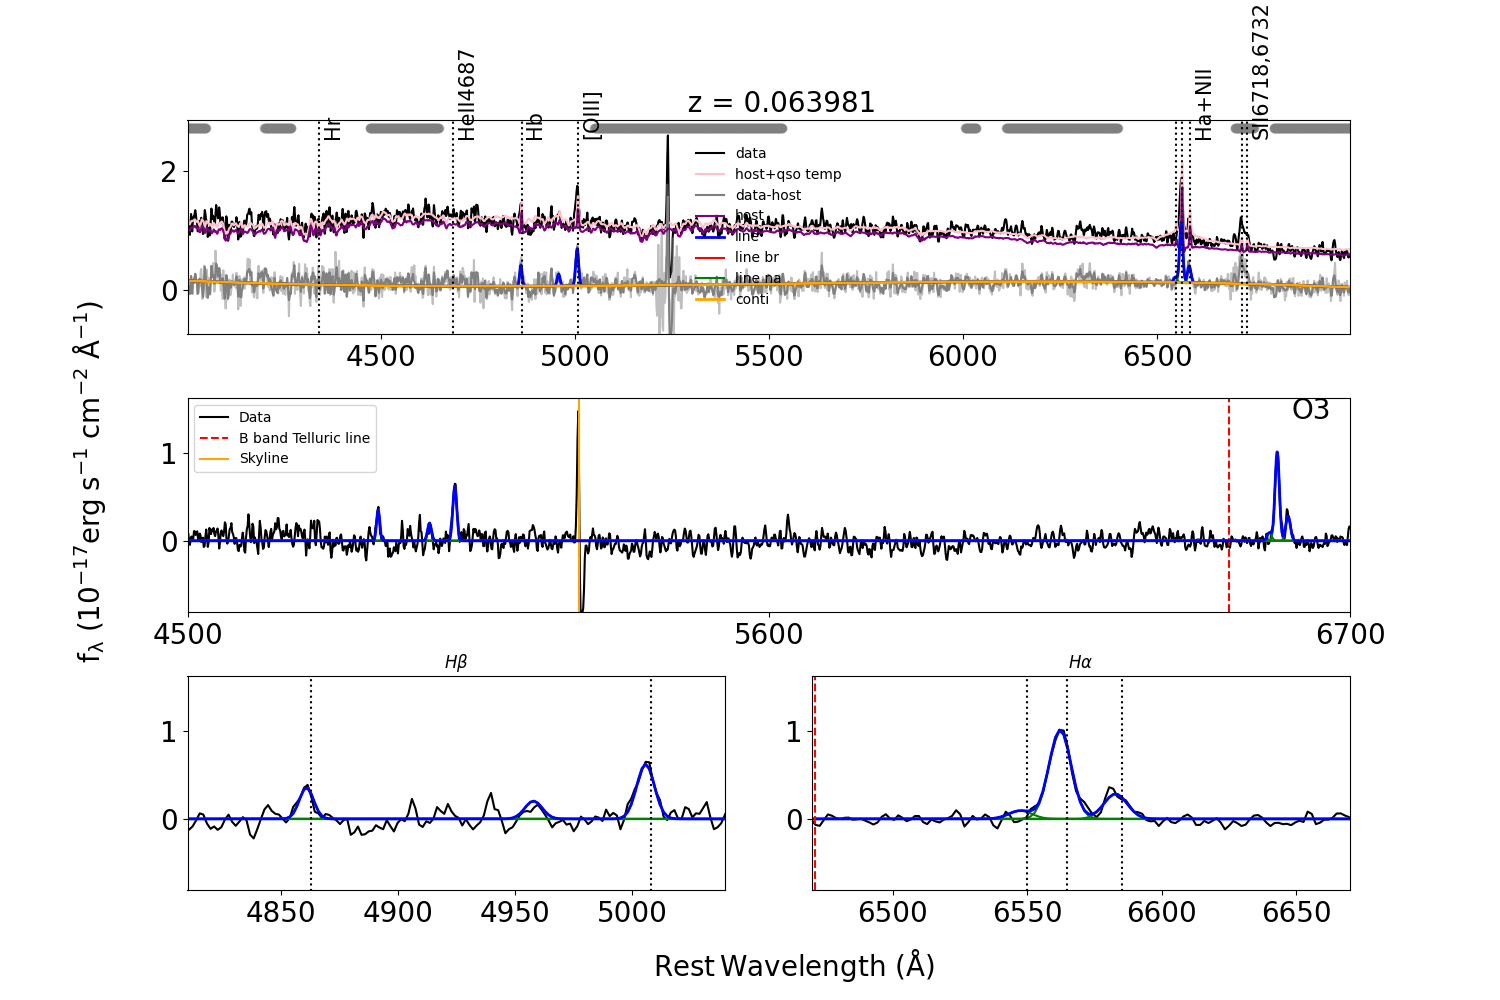 z = 0.063981
Hr
HeII4687
Hb
[OIII]
Ha+NII
SII6718,6732
data
host+qso temp
data-host
host
line
line br
line na
conti
2
0
4500 5000 5500 6000 6500
fλ (10−17erg s−1 cm−2 Å−1)
Data
B band Telluric line
Skyline
O3
1
0
4500 5600 6700
Hβ
1
0
4850 4900 4950 5000
Hα
1
0
6500 6550 6600 6650
Rest Wavelength (Å)